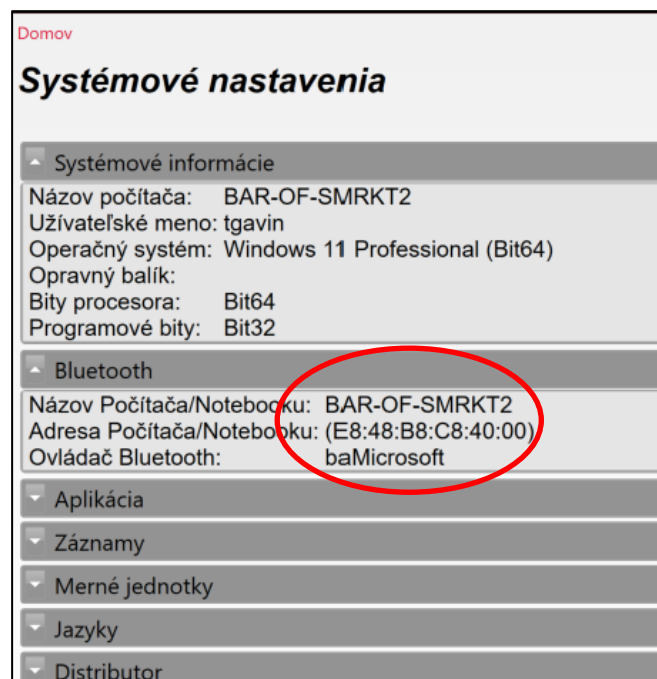 Domov
Systémové nastavenia
Systémové informácie
Názov počítača: BAR-OF-SMRKT2
Užívateľské meno: tgavin
Operačný systém: Windows 11 Professional (Bit64)
Opravný balík:
Bity procesora: Bit64
Programové bity: Bit32
Bluetooth
Názov Počítača/Notebooku: BAR-OF-SMRKT2
Adresa Počítača/Notebooku: (E8:48:B8:C8:40:00)
Ovládač Bluetooth: baMicrosoft
Aplikácia
Záznamy
Merné jednotky
Jazyky
Distributor